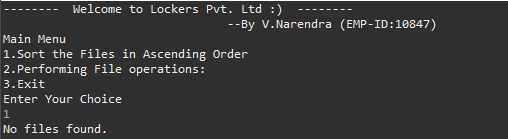 --------  Welcome to Lockers Pvt. Ltd :)  --------
--By V.Narendra (EMP-ID:10847)
Main Menu
1.Sort the Files in Ascending Order
2.Performing File operations:
3.Exit
Enter Your Choice
1
No files found.